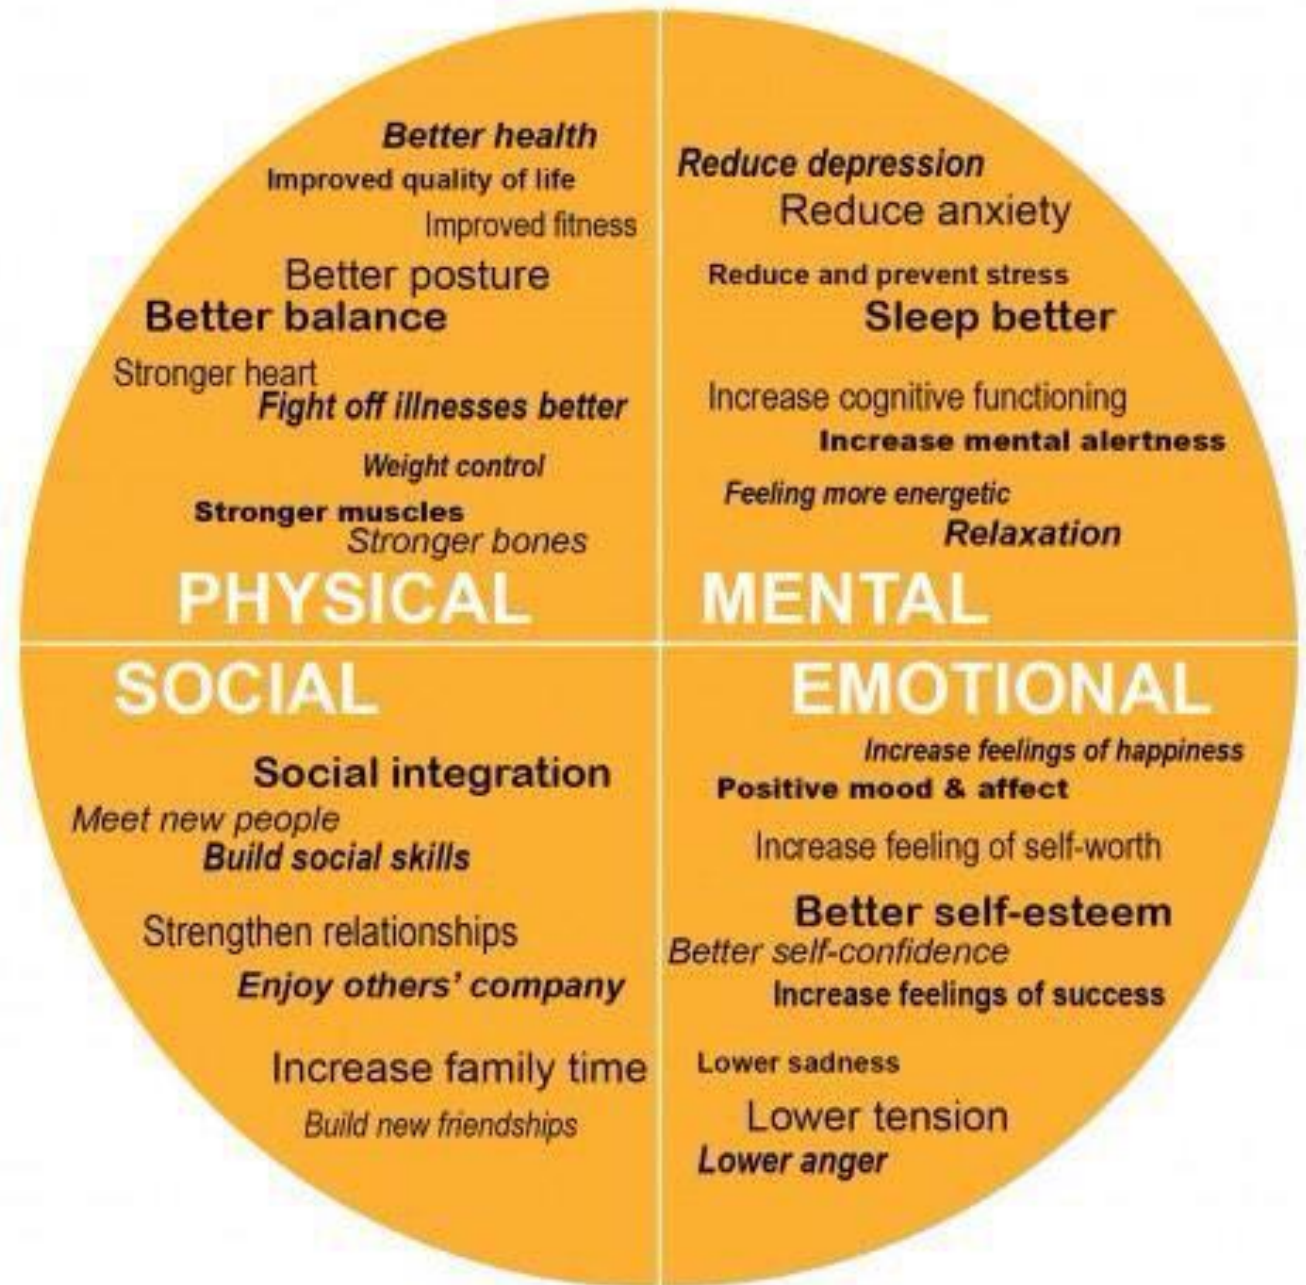 Better health
Improved quality of life
Improved fitness
Better posture
Better balance
Stronger heart
Fight off illnesses better
Weight control
Stronger muscles
Stronger bones
PHYSICAL
Reduce depression
Reduce anxiety
Reduce and prevent stress
Sleep better
Increase cognitive functioning
Increase mental alertness
Feeling more energetic
Relaxation
MENTAL
SOCIAL
Social integration
Meet new people
Build social skills
Strengthen relationships
Enjoy others’ company
Increase family time
Build new friendships
EMOTIONAL
Increase feelings of happiness
Positive mood & affect
Increase feeling of self-worth
Better self-esteem
Better self-confidence
Increase feelings of success
Lower sadness
Lower tension
Lower anger